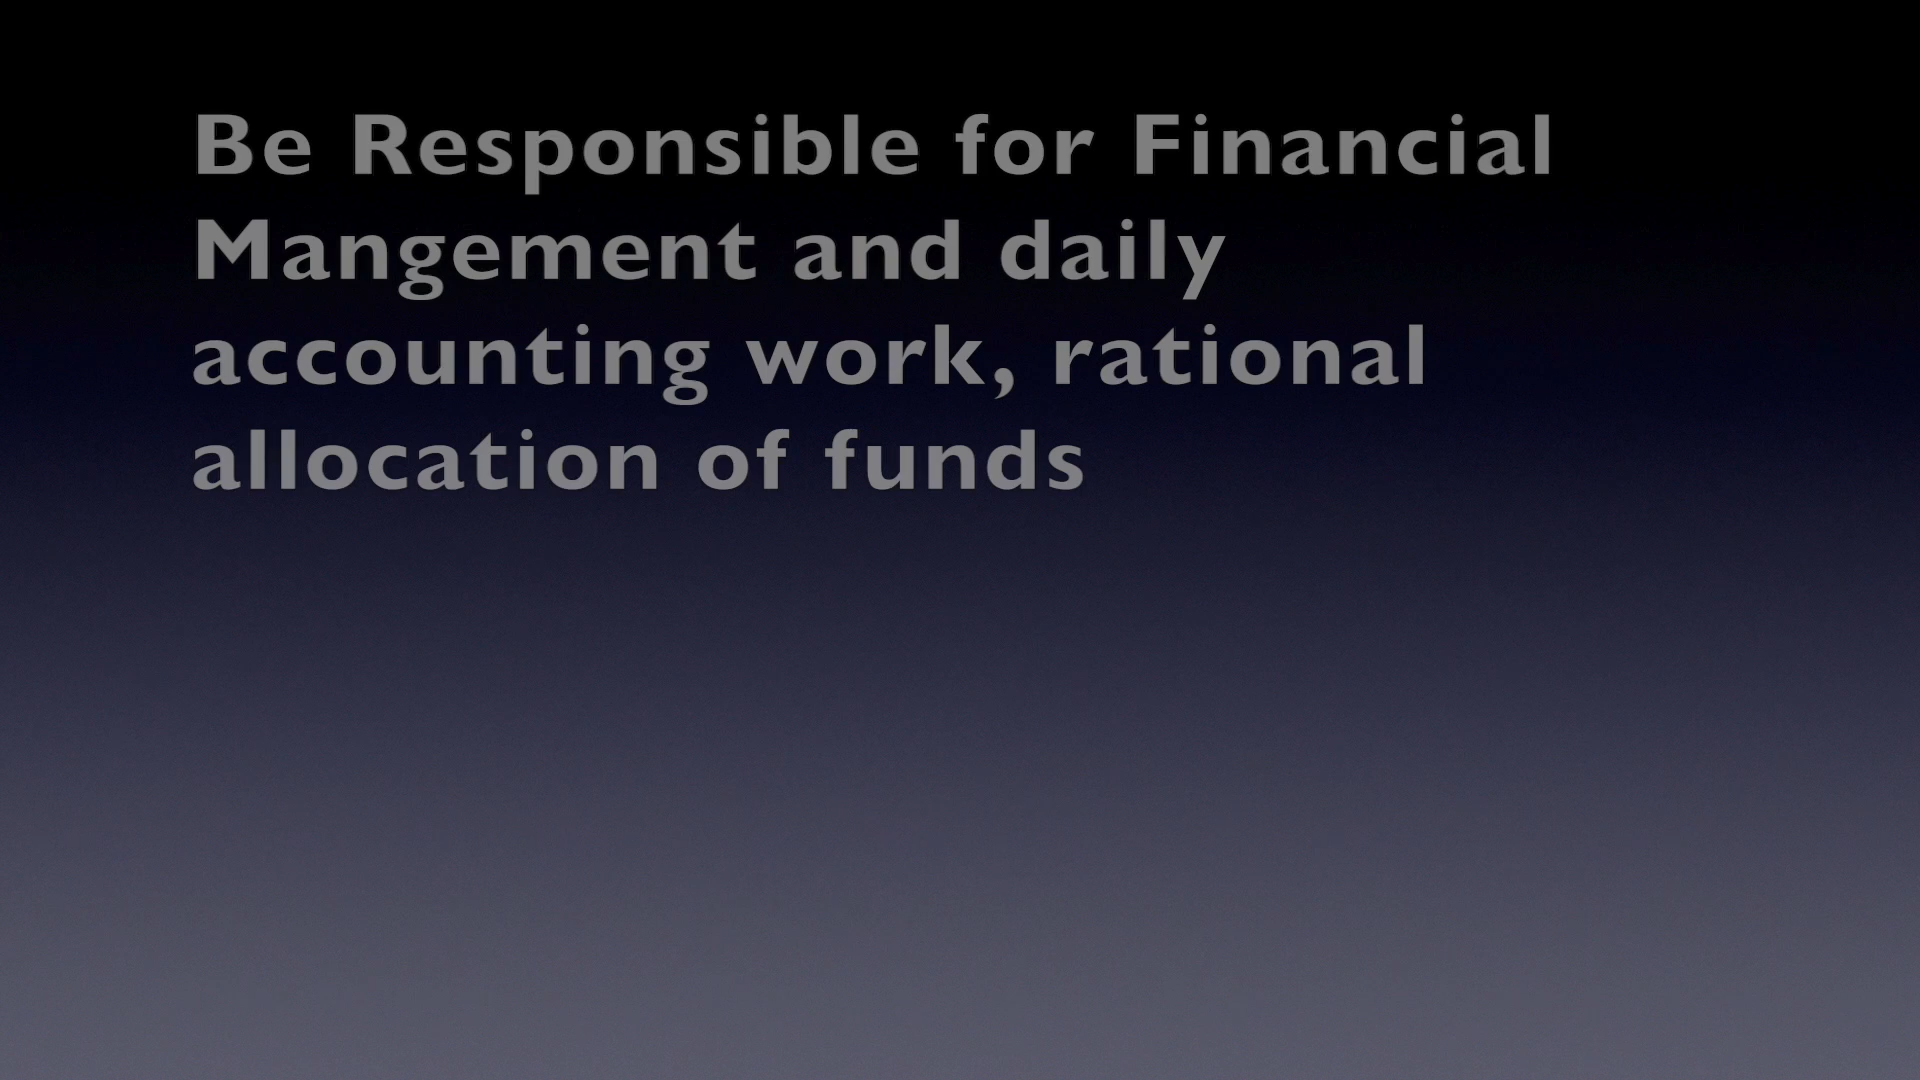 Be Responsible for Financial
Mangement and daily
accounting work, rational
allocation of funds